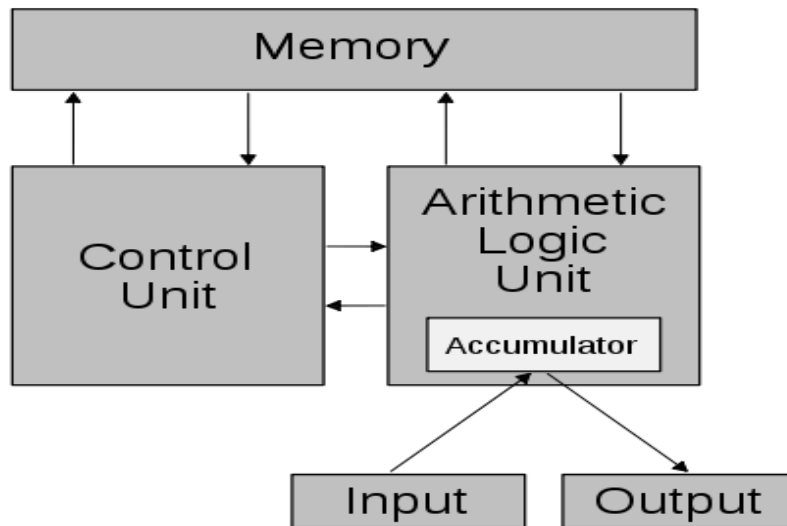 Memory
Control
Unit
Arithmetic
Logic
Unit
Accumulator
Input
Output